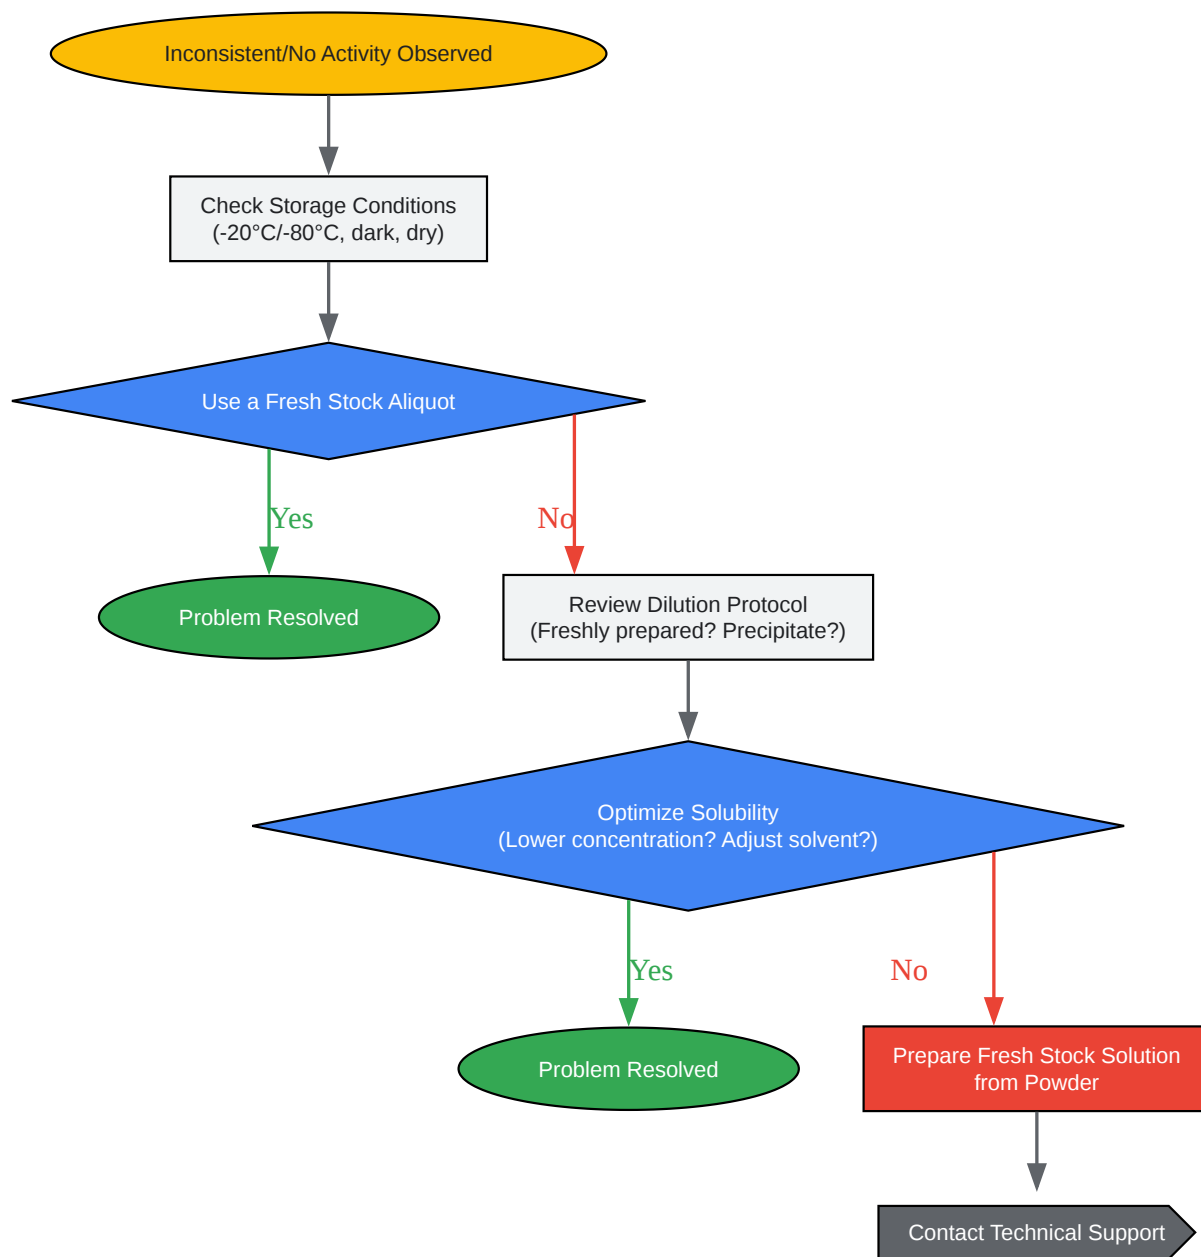 Inconsistent/No Activity Observed
Check Storage Conditions
(-20°C/-80°C, dark, dry)
Use a Fresh Stock Aliquot
Yes
No
Problem Resolved
Review Dilution Protocol
(Freshly prepared? Precipitate?)
Optimize Solubility
(Lower concentration? Adjust solvent?)
Yes
No
Problem Resolved
Prepare Fresh Stock Solution
from Powder
Contact Technical Support